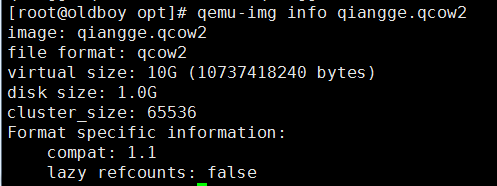 [root@oldboy opt]# qemu-img info qiangge.qcow2
image: qiangge.qcow2
file format: qcow2
virtual size: 10G (10737418240 bytes)
disk size: 1.0G
cluster_size: 65536
Format specific information:
    compat: 1.1
    lazy refcounts: false